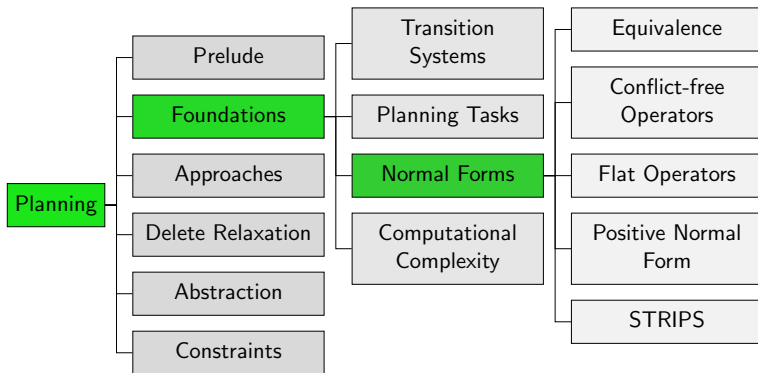 Planning
Prelude
Foundations
Approaches
Delete Relaxation
Abstraction
Constraints
Transition
Systems
Planning Tasks
Normal Forms
Computational
Complexity
Equivalence
Conflict-free
Operators
Flat Operators
Positive Normal
Form
STRIPS